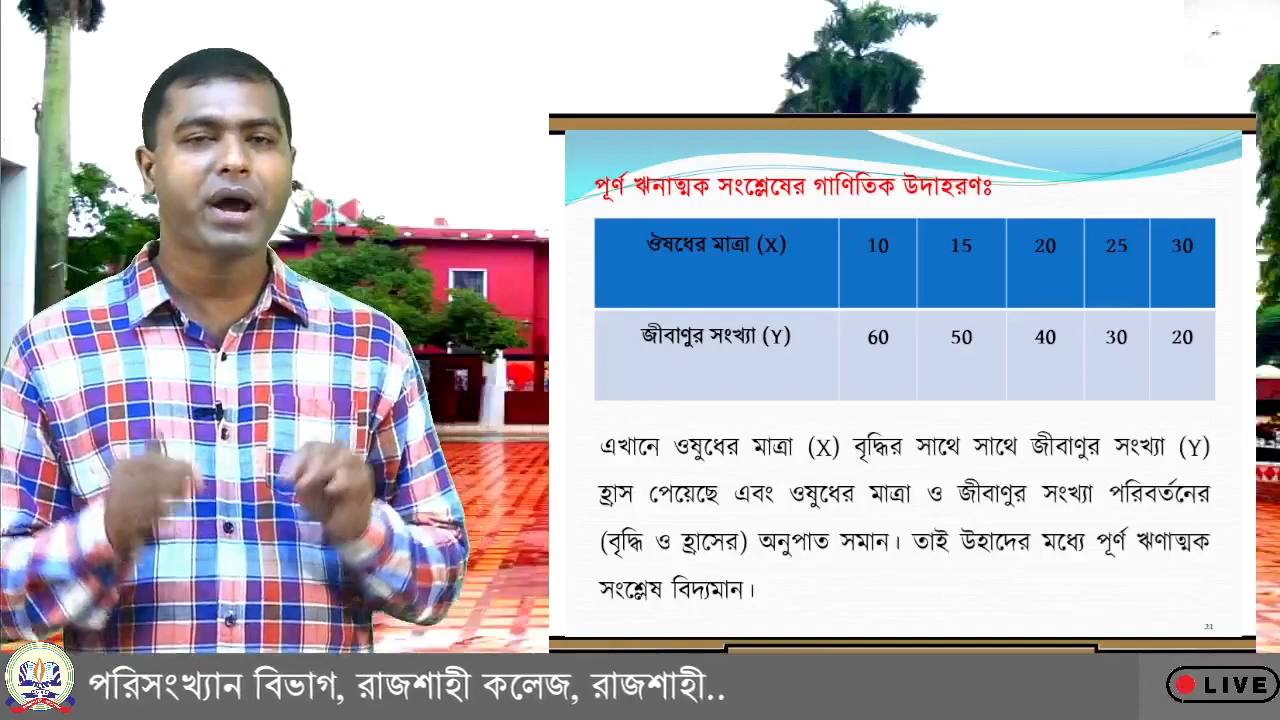 পূর্ণ ঋনাত্মক সংশ্লেষের গাণিতিক উদাহরণঃ
ঔষধের মাত্রা (X) 10 15 20 25 30
জীবাণুর সংখ্যা (Y) 60 50 40 30 20
এখানে ওষুধের মাত্রা (X) বৃদ্ধির সাথে সাথে জীবাণুর সংখ্যা (Y)
হ্রাস পেয়েছে এবং ওষুধের মাত্রা ও জীবাণুর সংখ্যা পরিবর্তনের
(বৃদ্ধি ও হ্রাসের) অনুপাত সমান। তাই উহাদের মধ্যে পূর্ণ ঋণাত্মক
সংশ্লেষ বিদ্যমান।
21
পরিসংখ্যান বিভাগ, রাজশাহী কলেজ, রাজশাহী..
LIVE